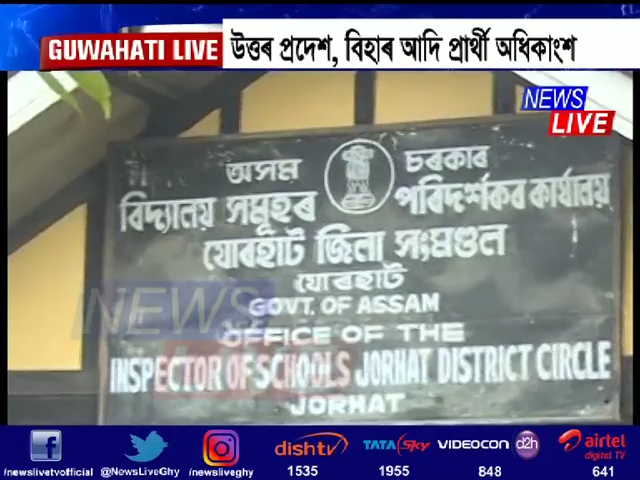 GUWAHATI LIVE
উত্তৰ প্ৰদেশ, বিহাৰ আদি প্ৰাৰ্থী অধিকাংশ
NEWS
LIVE
অসম চৰকাৰ
বিদ্যালয় সমূহৰ পৰিদৰ্শকৰ কাৰ্যালয়
যোৰহাট জিলা সংমণ্ডল
যোৰহাট
GOVT. OF ASSAM
OFFICE OF THE
INSPECTOR OF SCHOOLS JORHAT DISTRICT CIRCLE
JORHAT
NEWS
LIVE
/newslivetvofficial
@NewsLiveGhy
/newsliveghy
dishtv 1535
TATA Sky 1955
VIDEOCON d2h 848
airtel digital TV 641